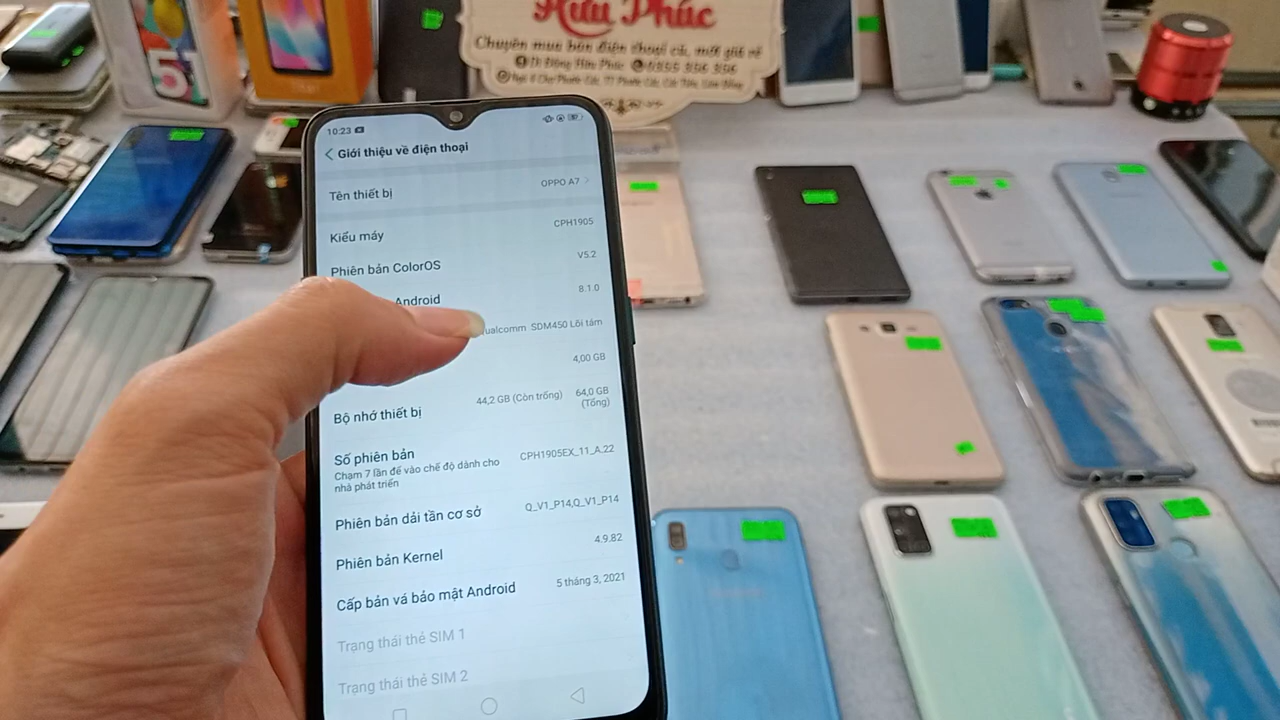 Hữu Phúc
Chuyên mua bán điện thoại cũ, mới giá rẻ
Di Động Hữu Phúc
5
10:23
Giới thiệu về điện thoại
Tên thiết bị OPPO A7
Kiểu máy CPH1905
Phiên bản ColorOS V5.2
Android 8.1.0
ualcomm SDM450 Lõi tám
4,00 GB
Bộ nhớ thiết bị 44,2 GB (Còn trống) 64,0 GB (Tổng)
Số phiên bản CPH1905EX_11_A.22
Chạm 7 lần để vào chế độ dành cho
nhà phát triển
Phiên bản dải tần cơ sở Q_V1_P14,Q_V1_P14
Phiên bản Kernel 4.9.82
Cấp bản vá bảo mật Android 5 tháng 3, 2021
Trạng thái thẻ SIM 1
Trạng thái thẻ SIM 2